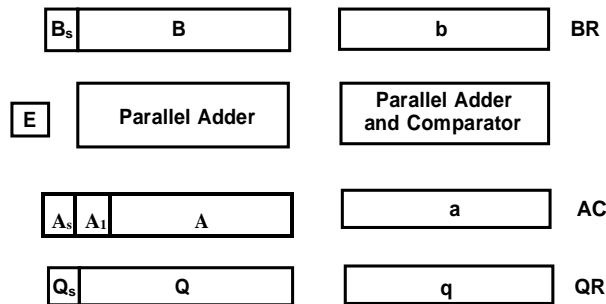 Bs B b BR
E Parallel Adder Parallel Adder and Comparator
As A1 A a AC
Qs Q q QR